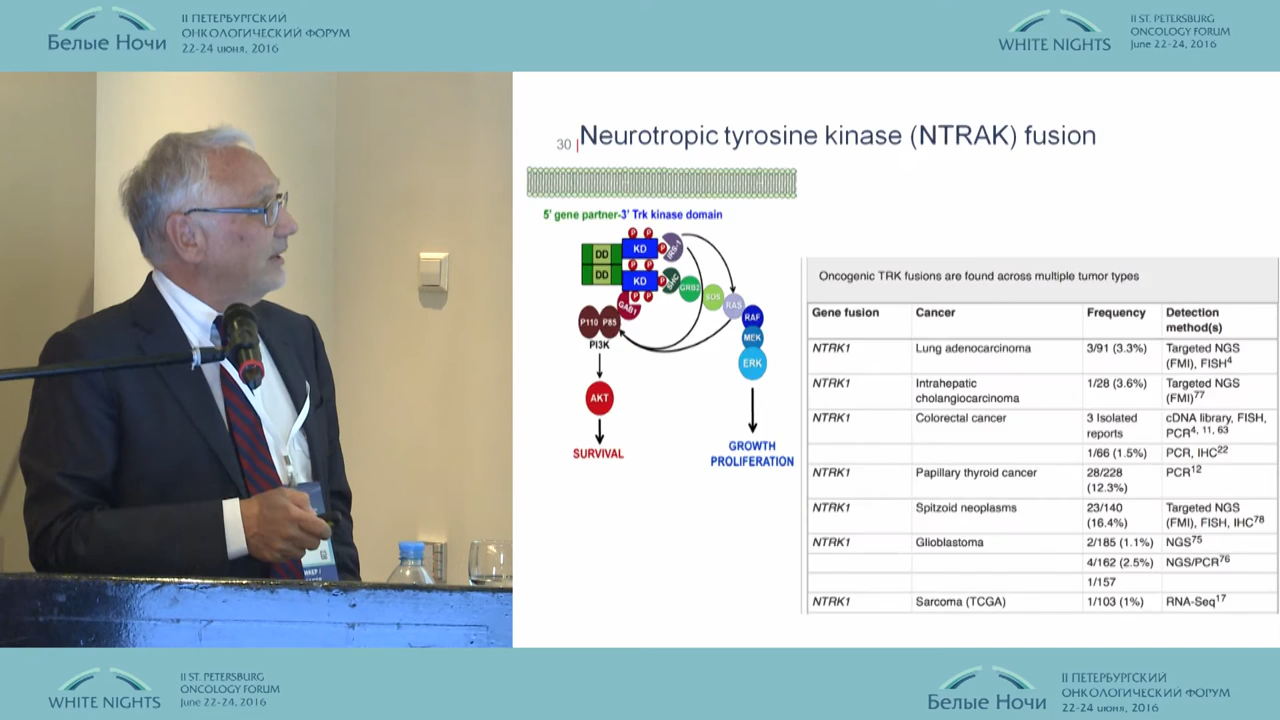 II ПЕТЕРБУРГСКИЙ
ОНКОЛОГИЧЕСКИЙ ФОРУМ
22-24 июня, 2016
Белые Ночи
II ST. PETERSBURG
ONCOLOGY FORUM
June 22-24, 2016
WHITE NIGHTS
30 Neurotropic tyrosine kinase (NTRAK) fusion
5' gene partner-3' Trk kinase domain
P P
DD KD P IRS-1
P P
DD KD P SHC GRB2 SOS RAS
P P
GAB1
P110 P85
PI3K
AKT
SURVIVAL
RAF
MEK
ERK
GROWTH
PROLIFERATION
Oncogenic TRK fusions are found across multiple tumor types
Gene fusion Cancer Frequency Detection
method(s)
NTRK1 Lung adenocarcinoma 3/91 (3.3%) Targeted NGS
(FMI), FISH4
NTRK1 Intrahepatic 1/28 (3.6%) Targeted NGS
cholangiocarcinoma (FMI)77
NTRK1 Colorectal cancer 3 Isolated cDNA library, FISH,
reports PCR4, 11, 63
1/66 (1.5%) PCR, IHC22
NTRK1 Papillary thyroid cancer 28/228 PCR12
(12.3%)
NTRK1 Spitzoid neoplasms 23/140 Targeted NGS
(16.4%) (FMI), FISH, IHC78
NTRK1 Glioblastoma 2/185 (1.1%) NGS75
4/162 (2.5%) NGS/PCR76
1/157
NTRK1 Sarcoma (TCGA) 1/103 (1%) RNA-Seq17
II ST. PETERSBURG
ONCOLOGY FORUM
June 22-24, 2016
WHITE NIGHTS
II ПЕТЕРБУРГСКИЙ
ОНКОЛОГИЧЕСКИЙ ФОРУМ
22-24 июня, 2016
Белые Ночи